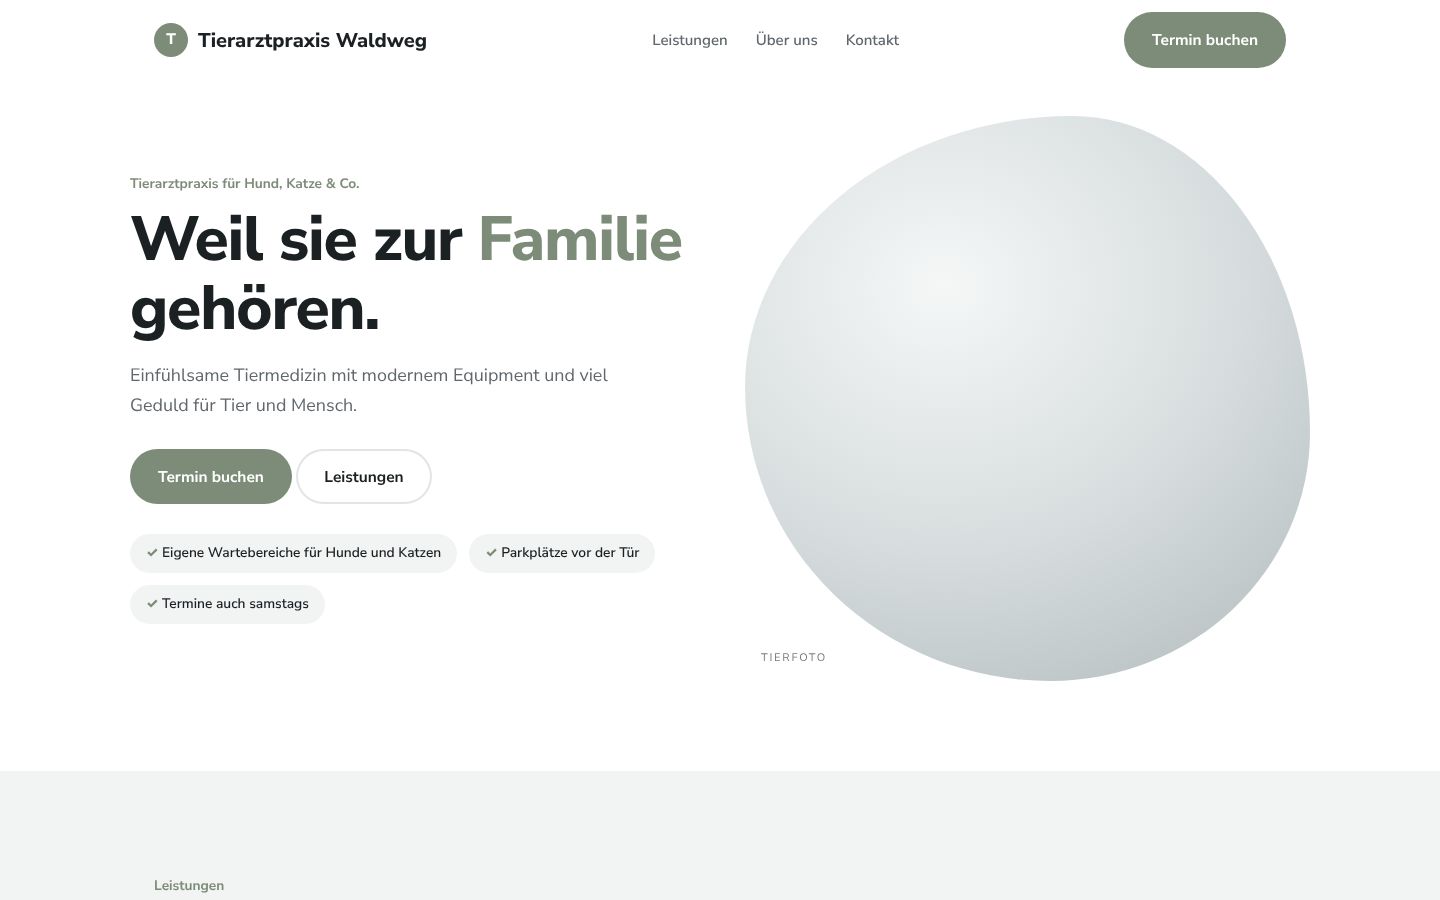 T Tierarztpraxis Waldweg
Leistungen Über uns Kontakt
Termin buchen
Tierarztpraxis für Hund, Katze & Co.
Weil sie zur Familie
gehören.
Einfühlsame Tiermedizin mit modernem Equipment und viel
Geduld für Tier und Mensch.
Termin buchen Leistungen
✓ Eigene Wartebereiche für Hunde und Katzen ✓ Parkplätze vor der Tür
✓ Termine auch samstags
TIERFOTO
Leistungen